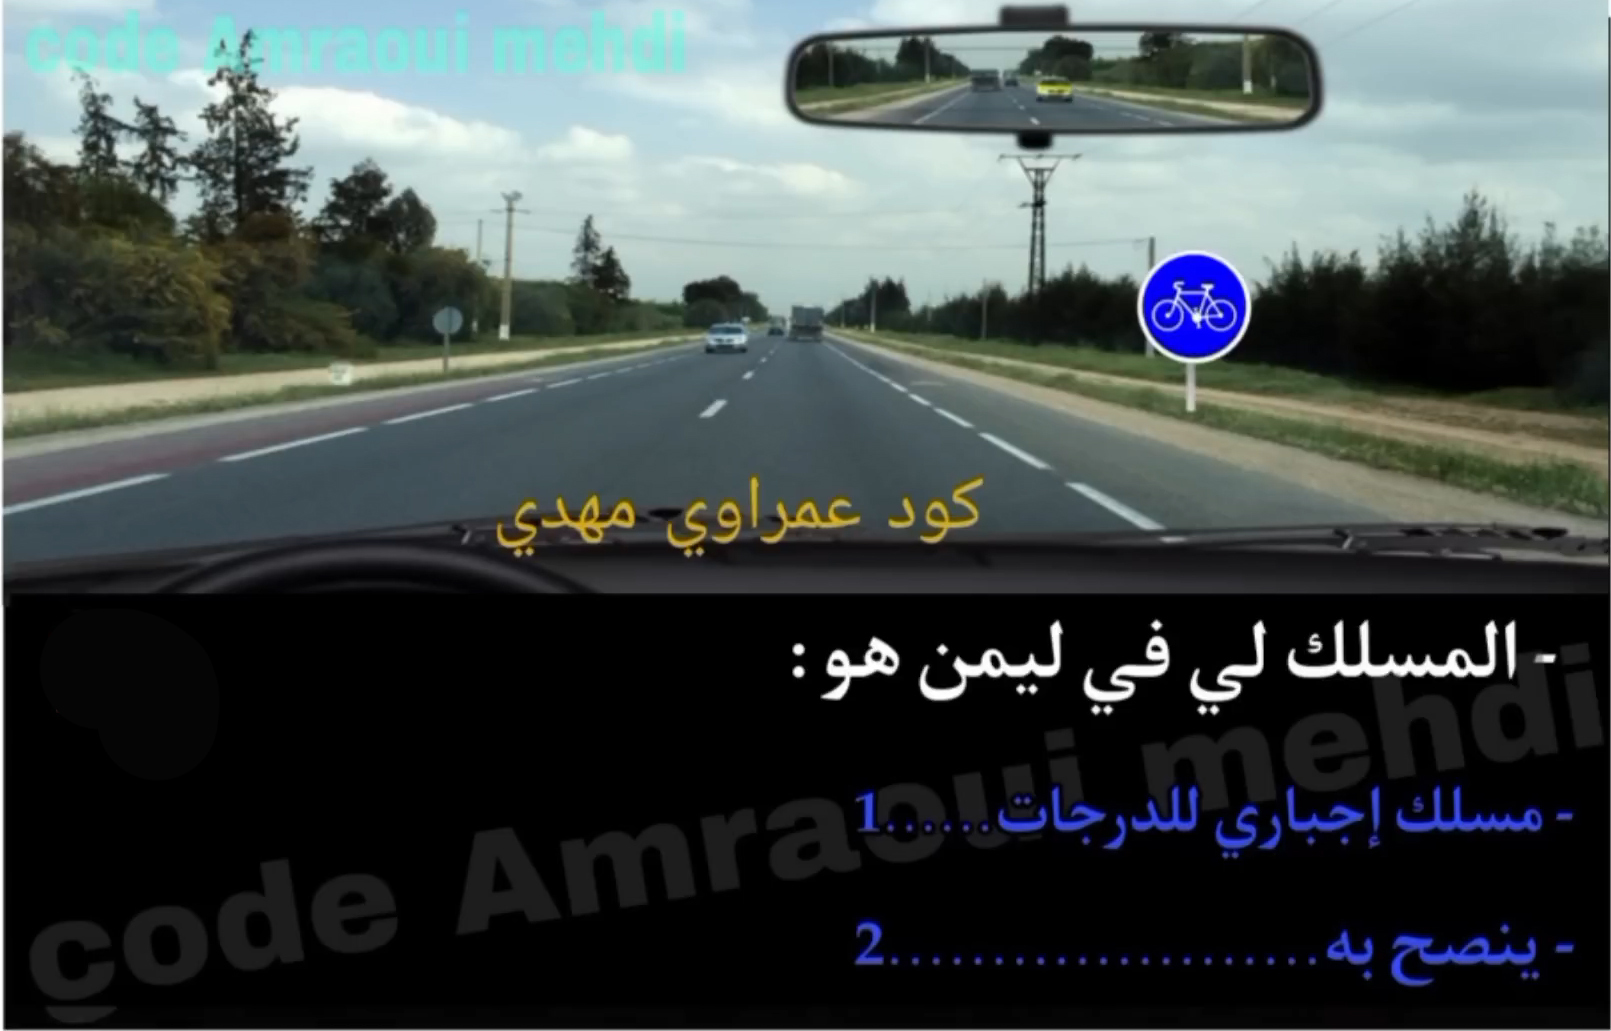 code Amraoui mehdi
كود عمراوي مهدي
- المسلك لي في ليمن هو :
- مسلك إجباري للدرجات......1
- ينصح به.....................2
code Amraoui mehdi